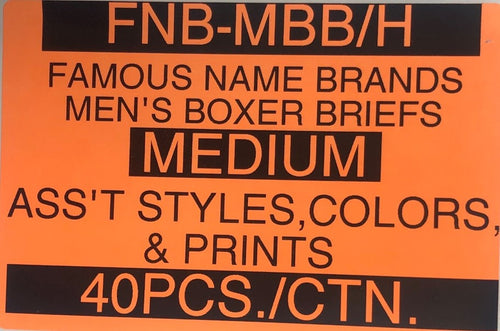 FNB-MBB/H
FAMOUS NAME BRANDS
MEN'S BOXER BRIEFS
MEDIUM
ASS'T STYLES,COLORS,
& PRINTS
40PCS./CTN.